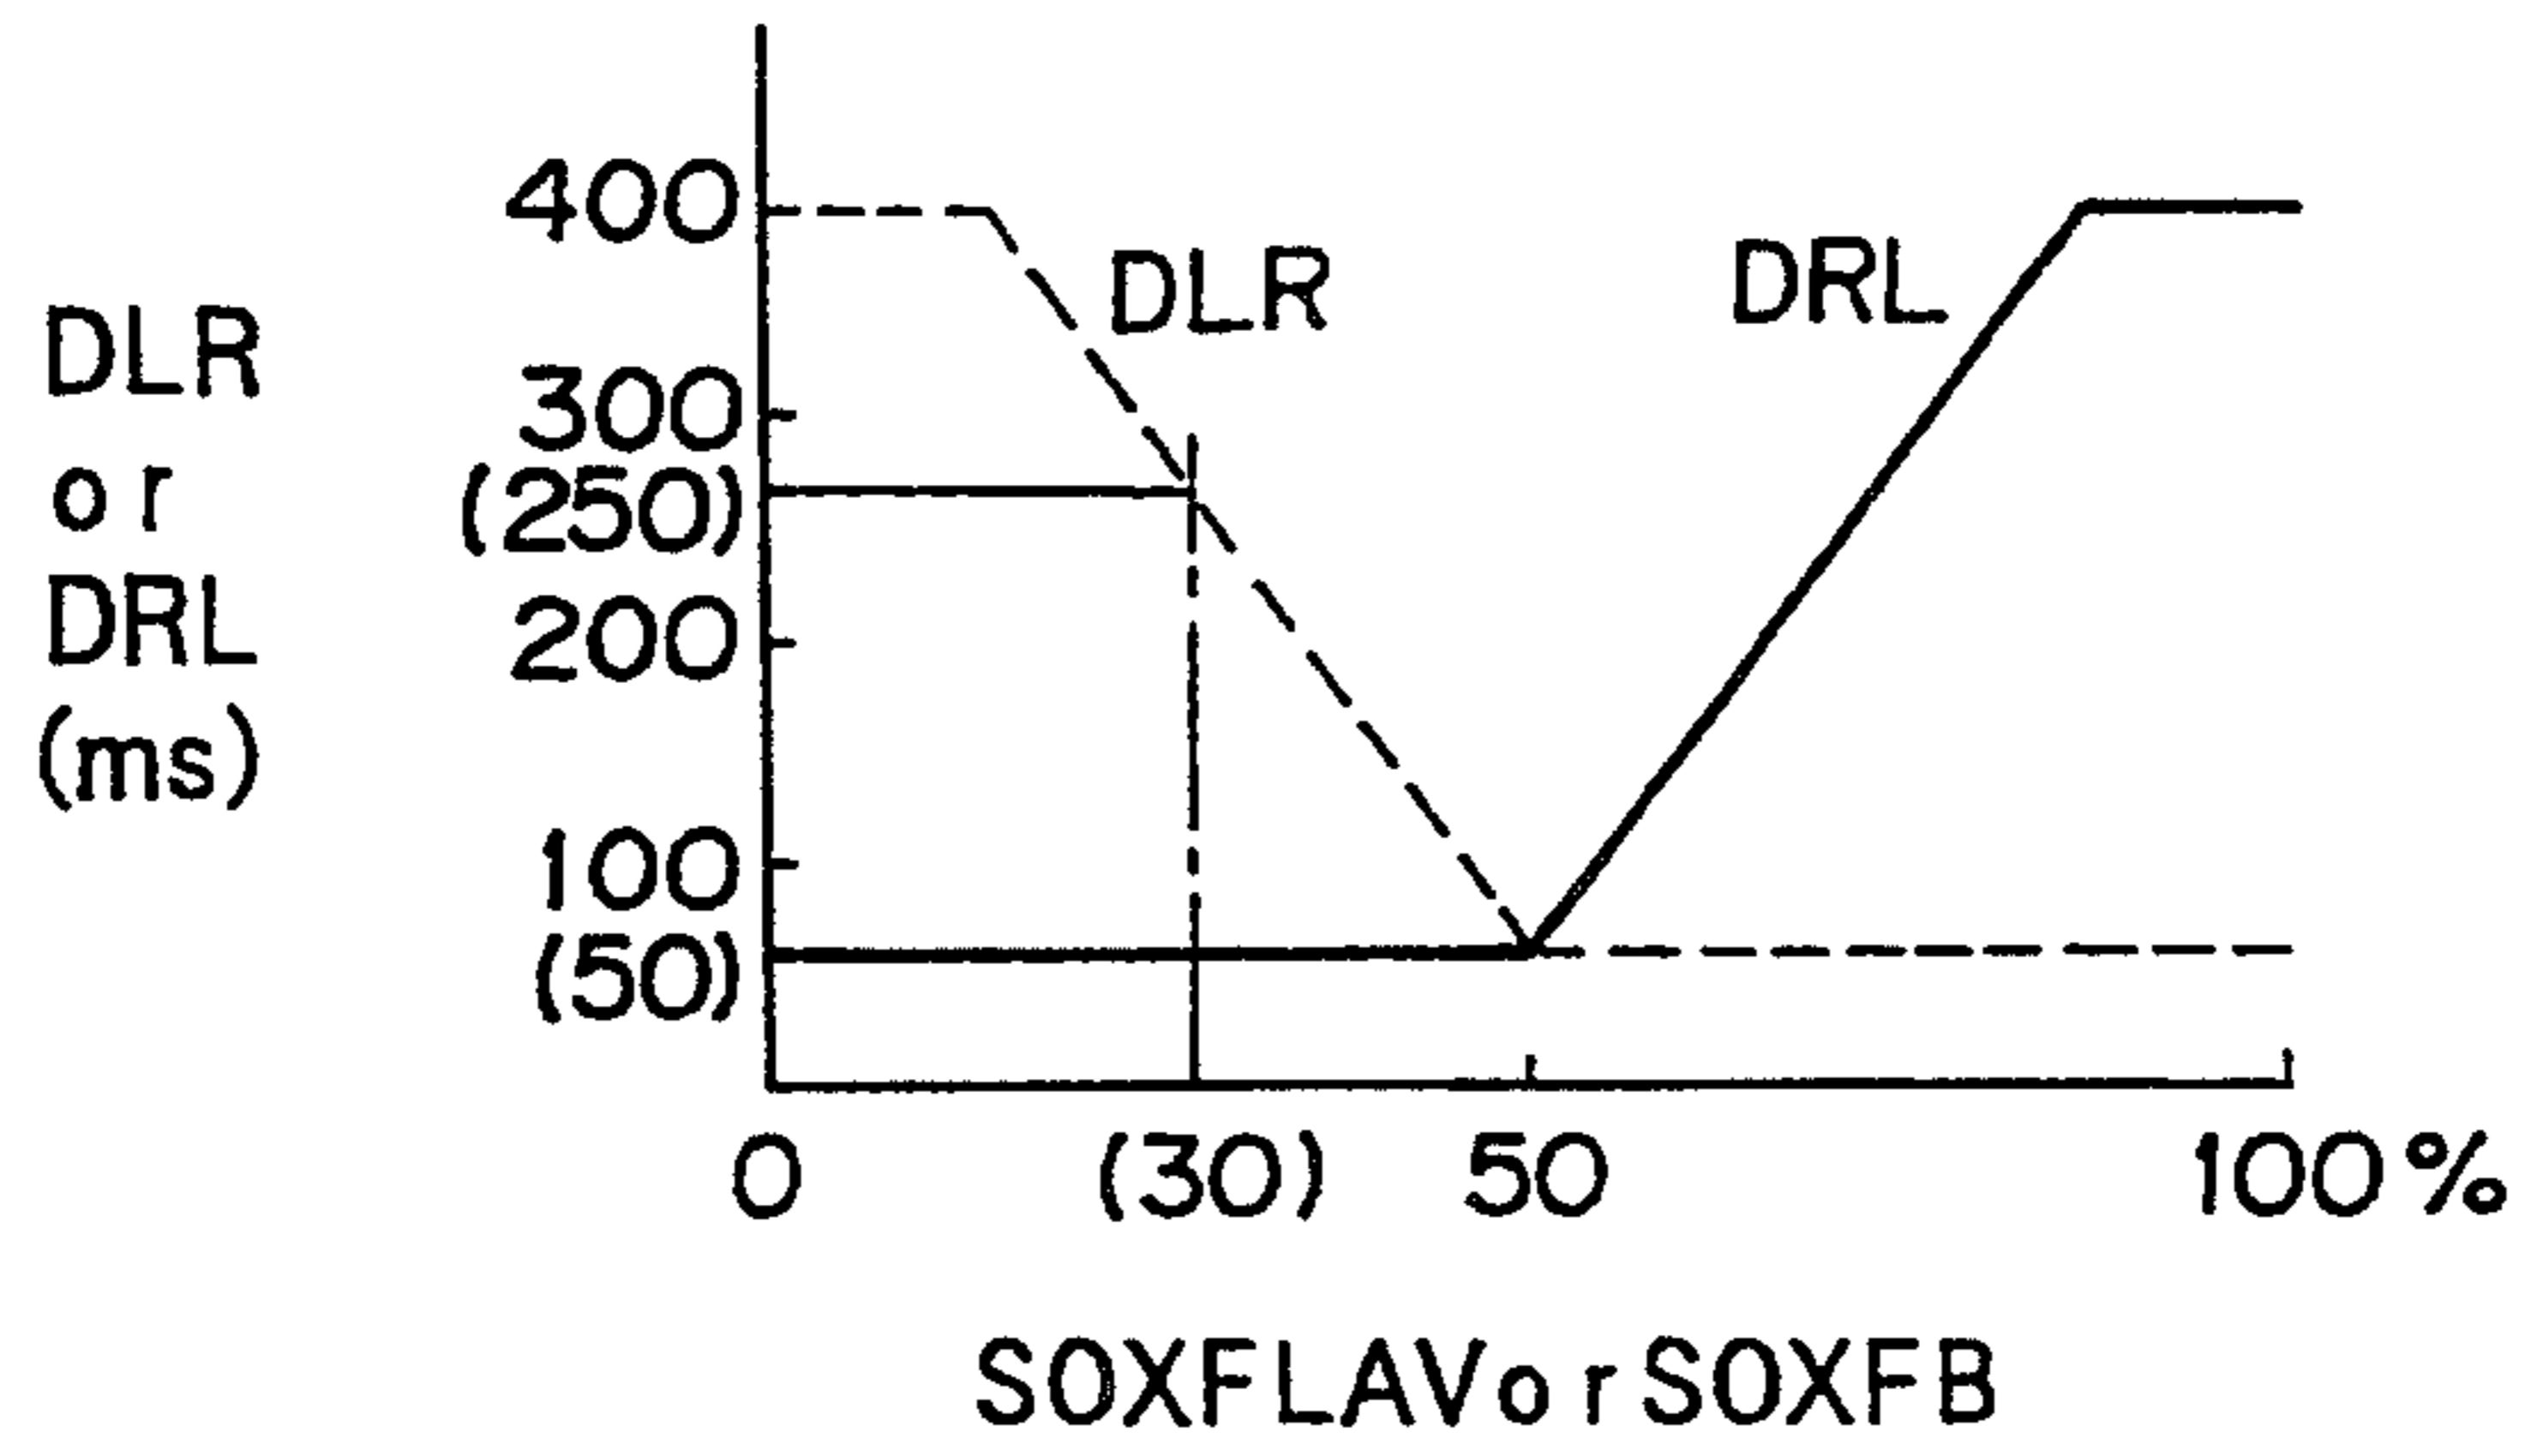 400
DLR
DRL
DLR
or
DRL
(ms)
300
(250)
200
100
(50)
0
(30)
50
100%
SOXFLAV or SOXFB